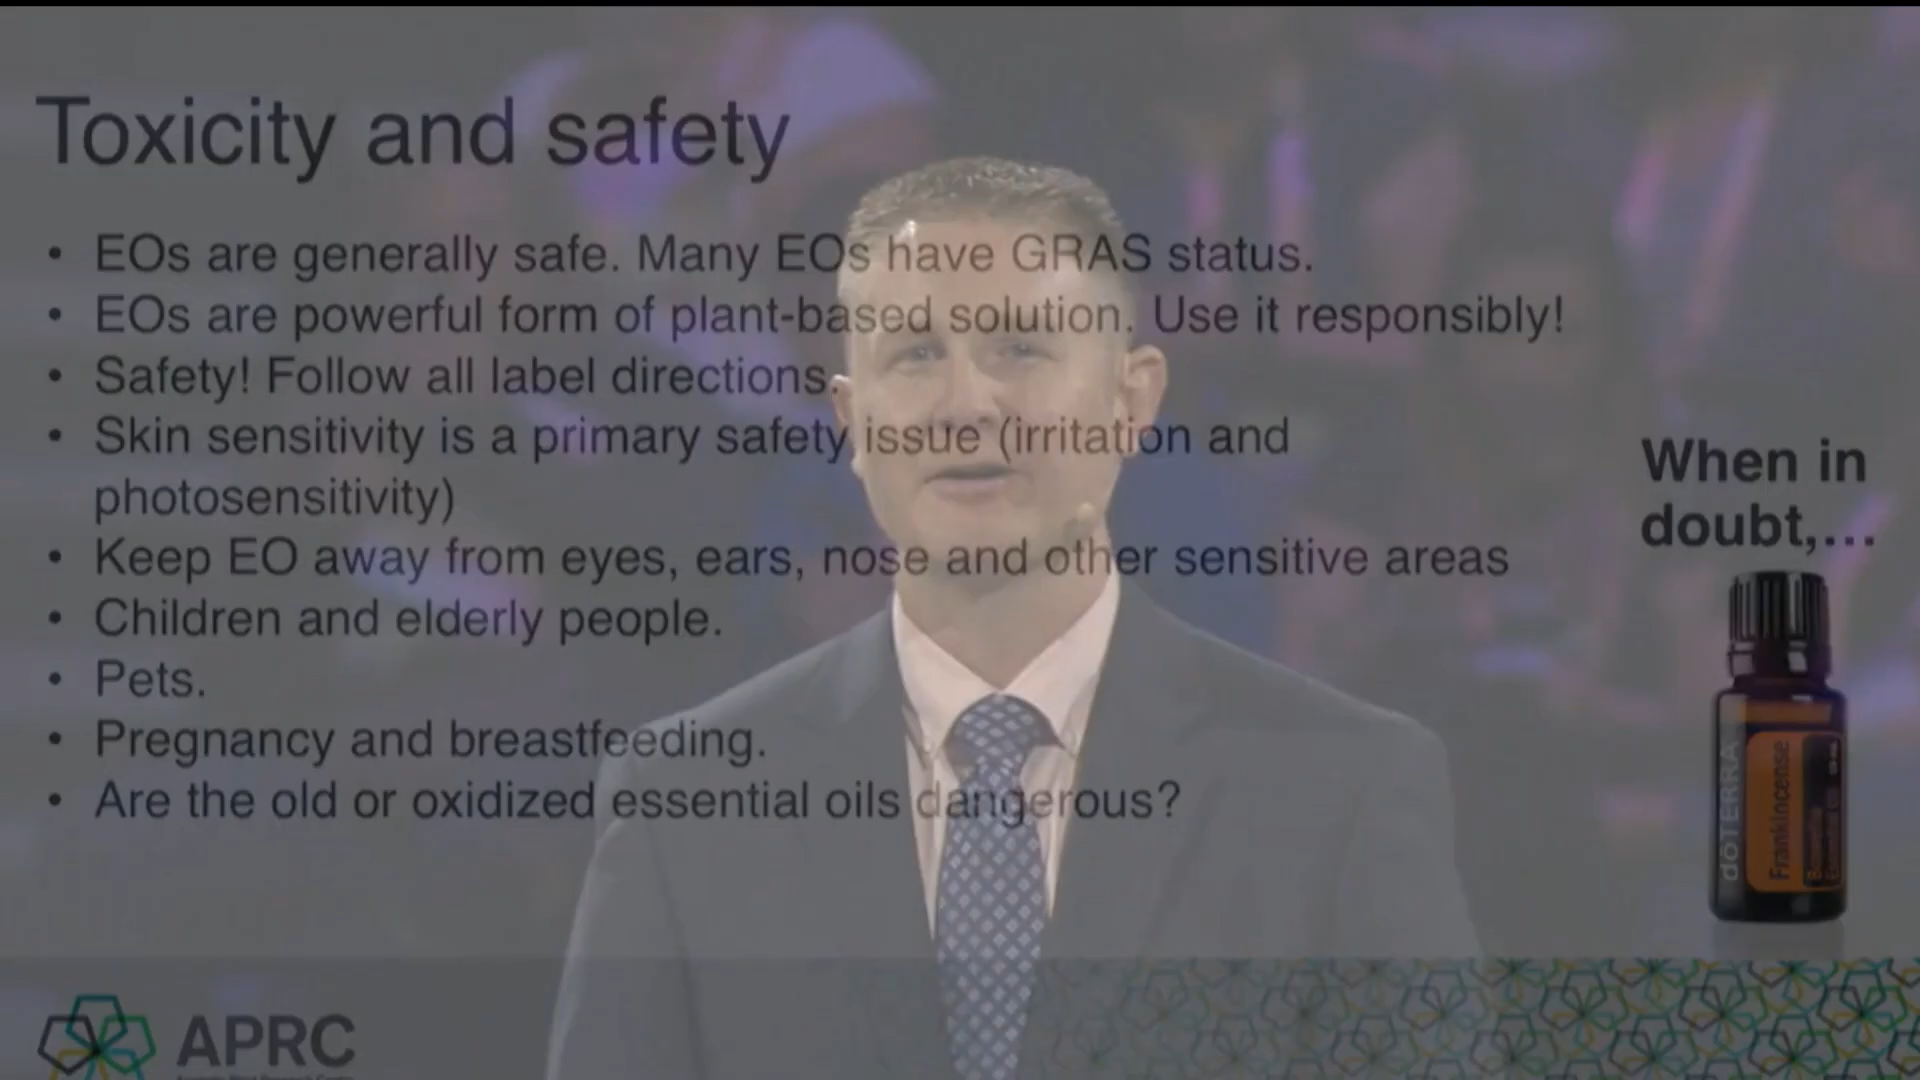 Toxicity and safety
• EOs are generally safe. Many EOs have GRAS status.
• EOs are powerful form of plant-based solution. Use it responsibly!
• Safety! Follow all label directions.
• Skin sensitivity is a primary safety issue (irritation and
photosensitivity)
• Keep EO away from eyes, ears, nose and other sensitive areas
• Children and elderly people.
• Pets.
• Pregnancy and breastfeeding.
• Are the old or oxidized essential oils dangerous?
When in
doubt,...
dōTERRA
Frankincense
APRC